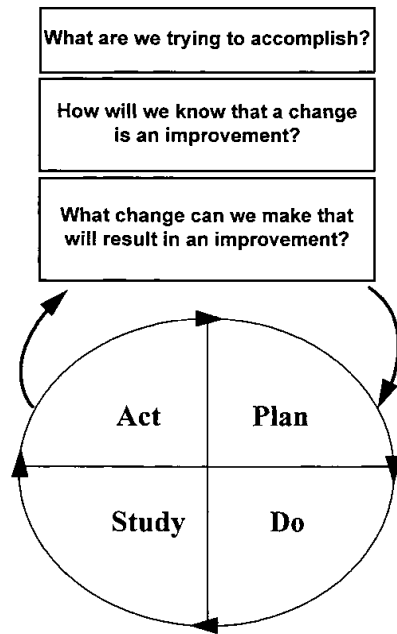 What are we trying to accomplish?
How will we know that a change
is an improvement?
What change can we make that
will result in an improvement?
Act
Plan
Study
Do